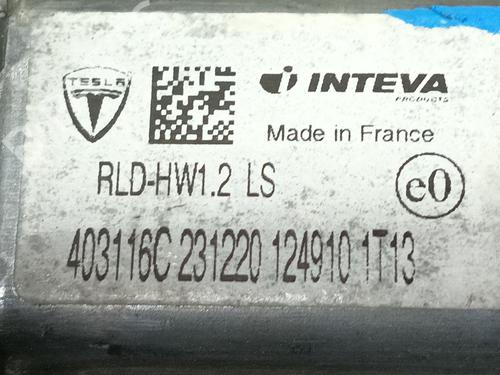 TESLA
INTEVA
PRODUCTS
Made in France
RLD-HW1.2 LS
e0
403116C 231220 124910 1T13